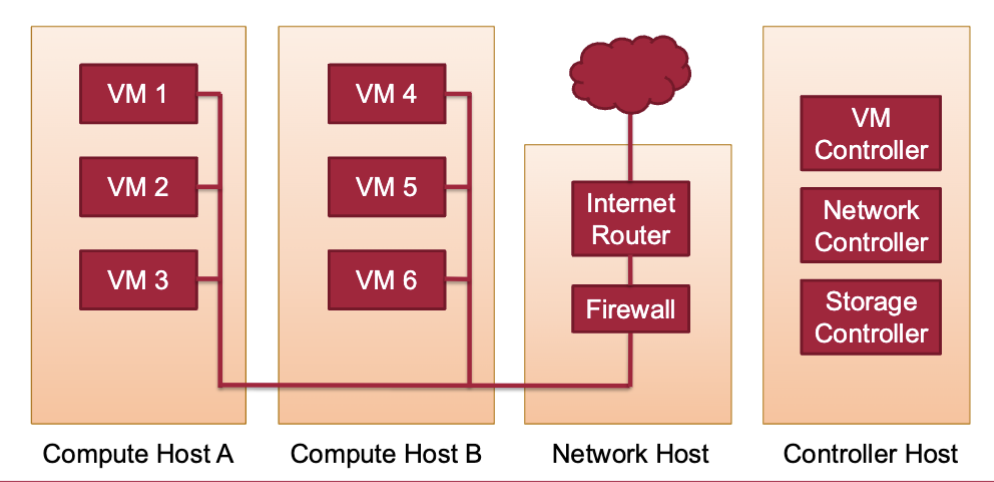 VM 1
VM 2
VM 3
VM 4
VM 5
VM 6
Internet
Router
Firewall
VM
Controller
Network
Controller
Storage
Controller
Compute Host A
Compute Host B
Network Host
Controller Host